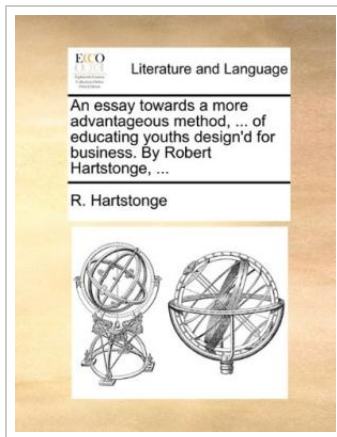 ECCO
Literature and Language
An essay towards a more
advantageous method, ... of
educating youths design'd for
business. By Robert
Hartstonge, ...
R. Hartstonge